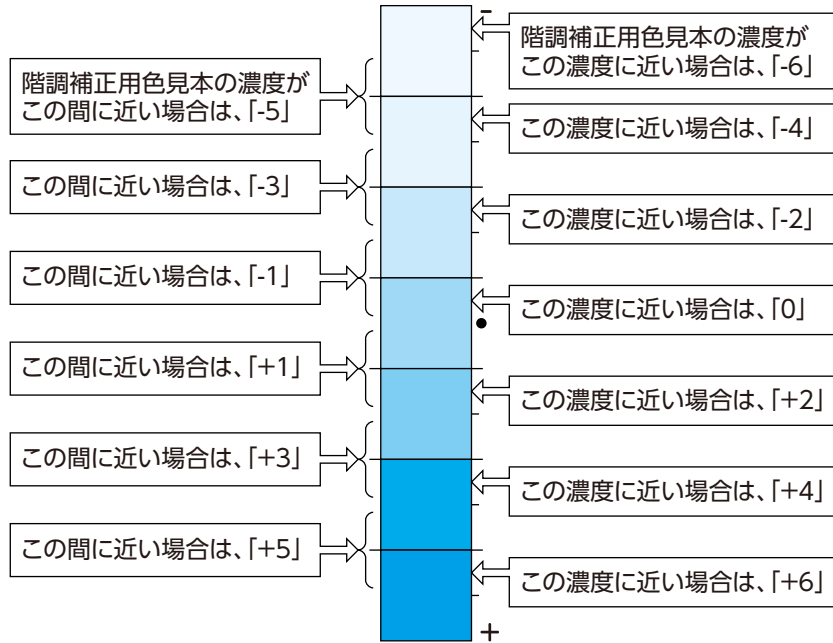 -
階調補正用色見本の濃度が
この濃度に近い場合は、「-6」
階調補正用色見本の濃度が
この間に近い場合は、「-5」
この濃度に近い場合は、「-4」
この間に近い場合は、「-3」
この濃度に近い場合は、「-2」
この間に近い場合は、「-1」
この濃度に近い場合は、「0」
この間に近い場合は、「+1」
この濃度に近い場合は、「+2」
この間に近い場合は、「+3」
この濃度に近い場合は、「+4」
この間に近い場合は、「+5」
この濃度に近い場合は、「+6」
+